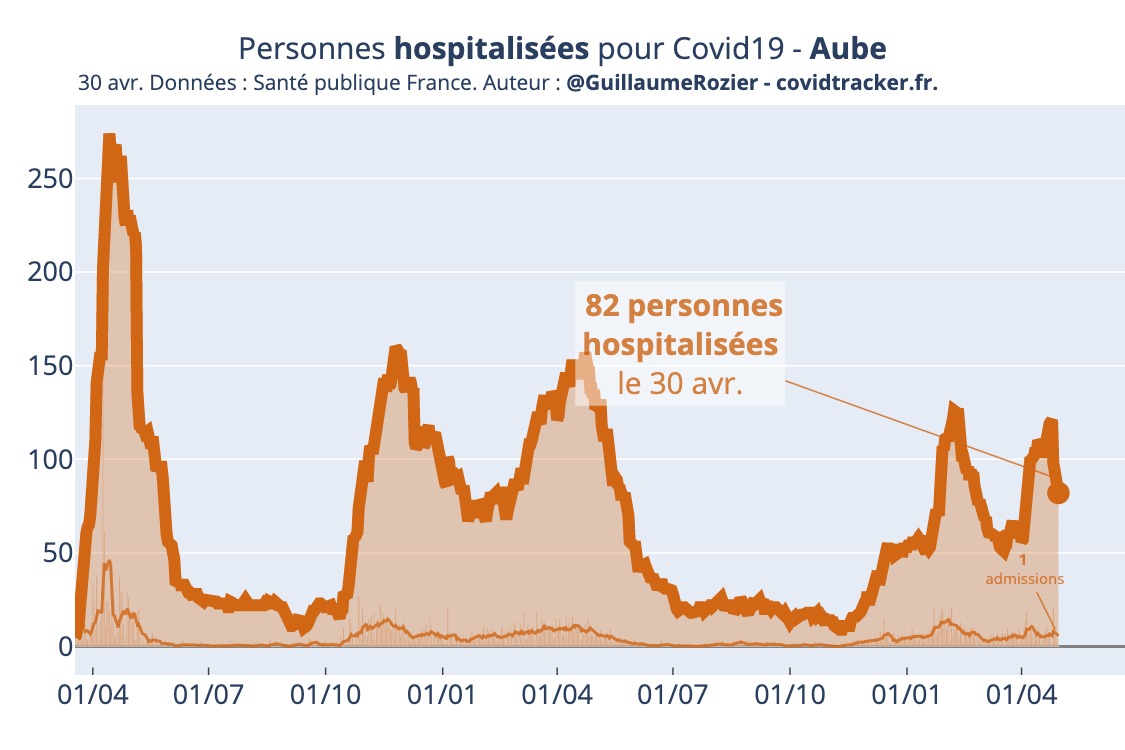 Personnes hospitalisées pour Covid19 - Aube
30 avr. Données : Santé publique France. Auteur : @GuillaumeRozier - covidtracker.fr.
250
200
150
100
50
0
82 personnes
hospitalisées
le 30 avr.
1
admissions
01/04
01/07
01/10
01/01
01/04
01/07
01/10
01/01
01/04